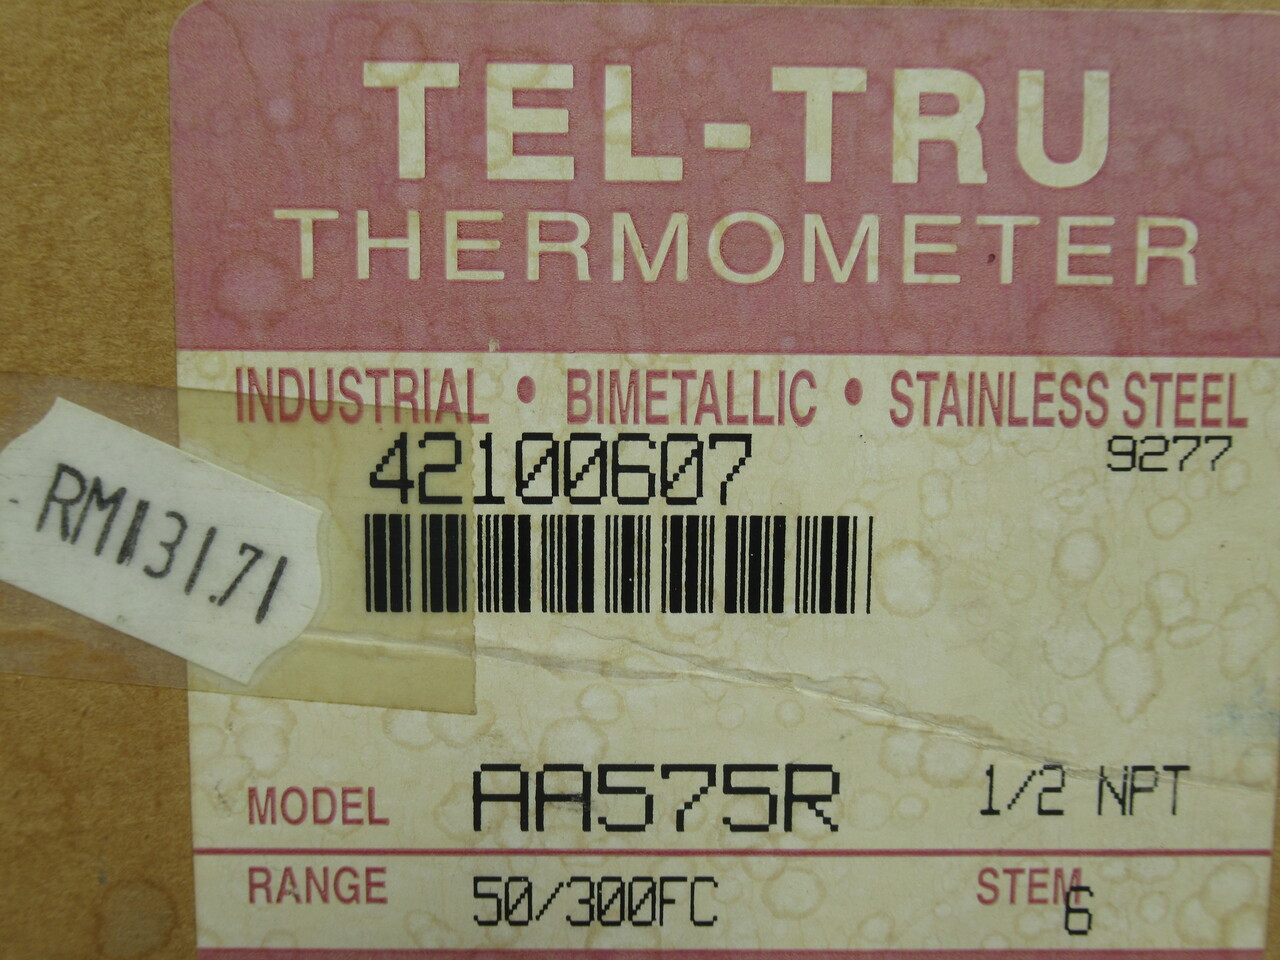 TEL-TRU
THERMOMETER
INDUSTRIAL • BIMETALLIC • STAINLESS STEEL
42100607
9277
RM131.71
MODEL AA575R 1/2 NPT
RANGE 50/300FC STEM 6